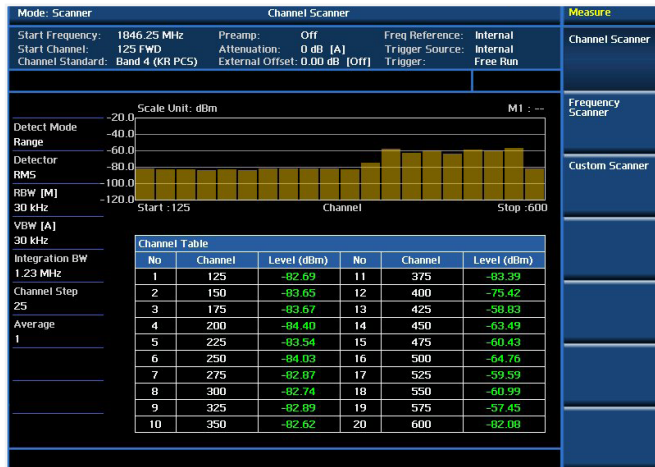 Mode: Scanner
Channel Scanner
Measure
Start Frequency: 1846.25 MHz Preamp: Off Freq Reference: Internal
Start Channel: 125 FWD Attenuation: 0 dB [A] Trigger Source: Internal
Channel Standard: Band 4 (KR PCS) External Offset: 0.00 dB [Off] Trigger: Free Run
Channel Scanner
Frequency Scanner
Custom Scanner
Detect Mode
Range
Detector
RMS
RBW [M]
30 kHz
VBW [A]
30 kHz
Integration BW
1.23 MHz
Channel Step
25
Average
1
Scale Unit: dBm M1 : --
-20.0
-40.0
-60.0
-80.0
-100.0
-120.0
Start :125 Channel Stop :600
Channel Table
No Channel Level (dBm) No Channel Level (dBm)
1 125 -82.69 11 375 -83.39
2 150 -83.65 12 400 -75.42
3 175 -83.67 13 425 -58.83
4 200 -84.40 14 450 -63.49
5 225 -83.54 15 475 -60.43
6 250 -84.03 16 500 -64.76
7 275 -82.87 17 525 -59.59
8 300 -82.74 18 550 -60.99
9 325 -82.89 19 575 -57.45
10 350 -82.62 20 600 -82.08